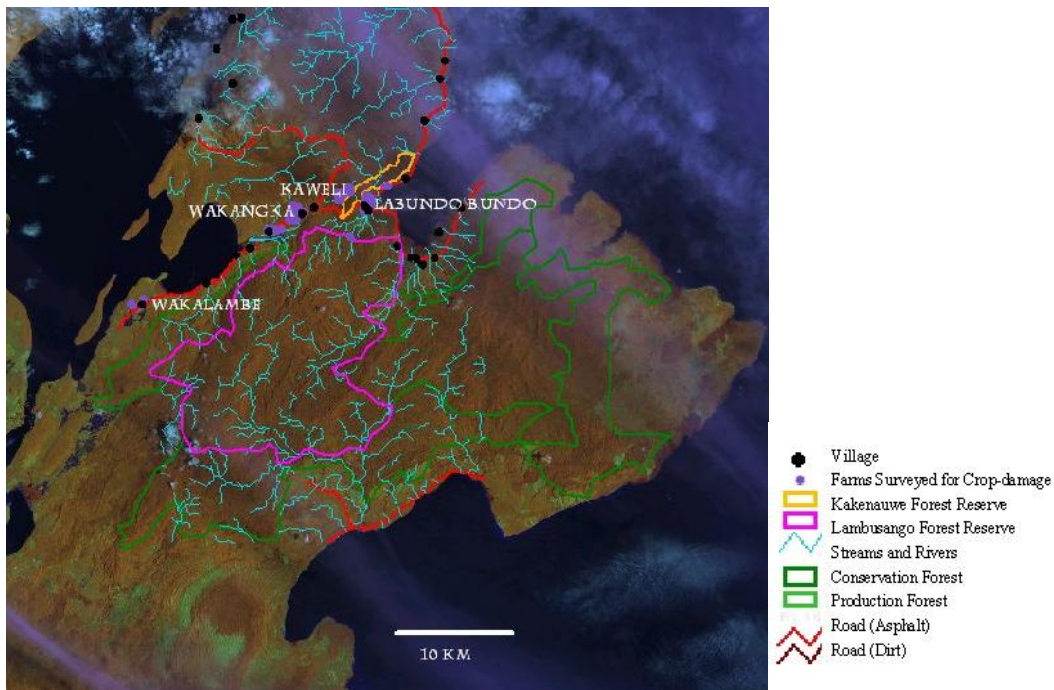 KAWELI
LABUNDO BUNDO
WAKANGKA
WAKALAMBE
10 KM
Village
Farms Surveyed for Crop-damage
Kakenauwe Forest Reserve
Lambusango Forest Reserve
Streams and Rivers
Conservation Forest
Production Forest
Road (Asphalt)
Road (Dirt)